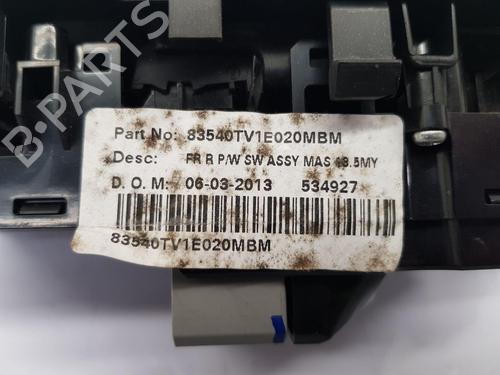 B-PARTS
Part No: 83540TV1E020MBM
Desc: FR R P/W SW ASSY MAS 13.5MY
D. O. M: 06-03-2013 534927
83540TV1E020MBM